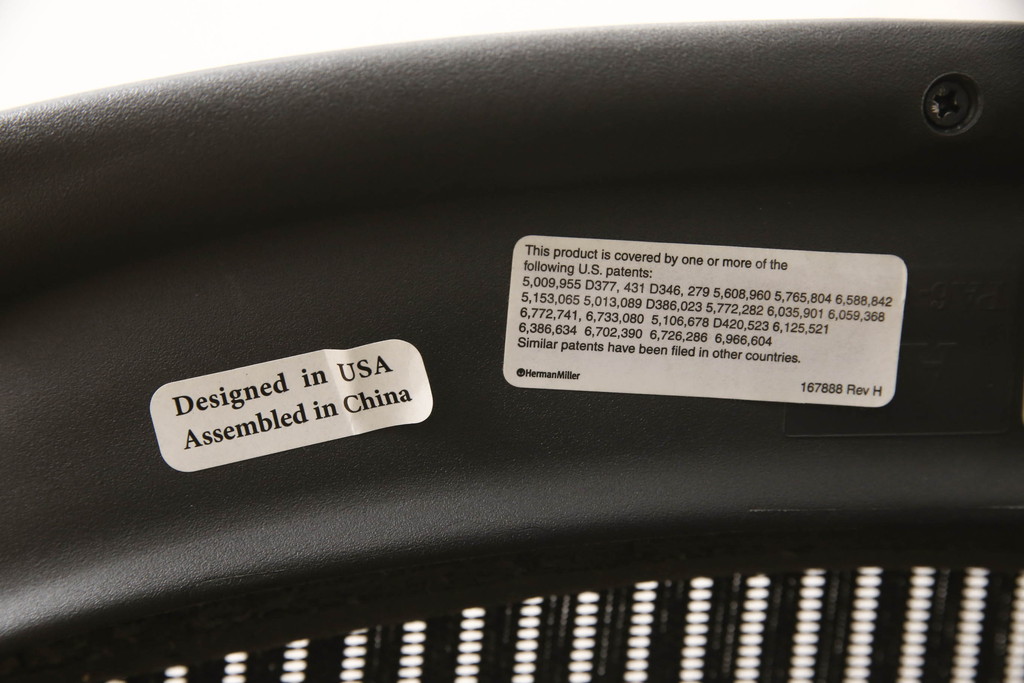 This product is covered by one or more of the
following U.S. patents:
5,009,955 D377, 431 D346, 279 5,608,960 5,765,804 6,588,842
5,153,065 5,013,089 D386,023 5,772,282 6,035,901 6,059,368
6,772,741, 6,733,080 5,106,678 D420,523 6,125,521
6,386,634 6,702,390 6,726,286 6,966,604
Similar patents have been filed in other countries.
HermanMiller
167888 Rev H
Designed in USA
Assembled in China